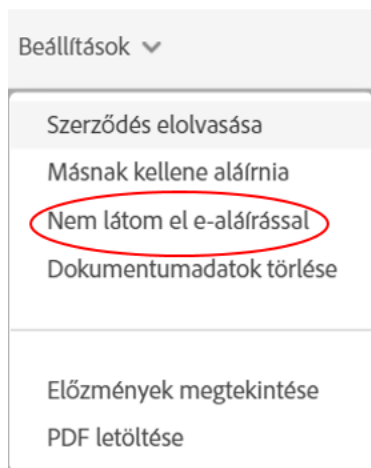 Beállítások
Szerződés elolvasása
Másnak kellene aláírnia
Nem látom el e-aláírással
Dokumentumadatok törlése
Előzmények megtekintése
PDF letöltése